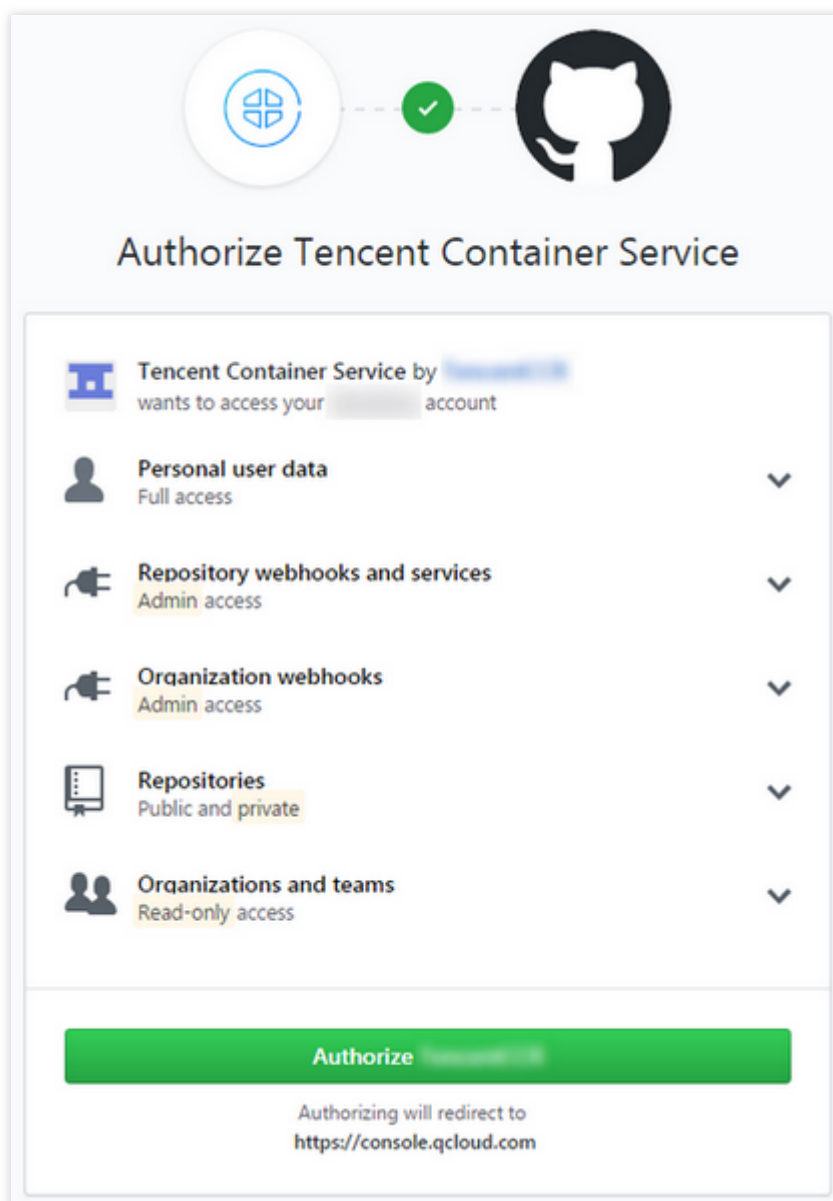 Authorize Tencent Container Service
Tencent Container Service by
wants to access your account
Personal user data
Full access
Repository webhooks and services
Admin access
Organization webhooks
Admin access
Repositories
Public and private
Organizations and teams
Read-only access
Authorize
Authorizing will redirect to
https://console.qcloud.com